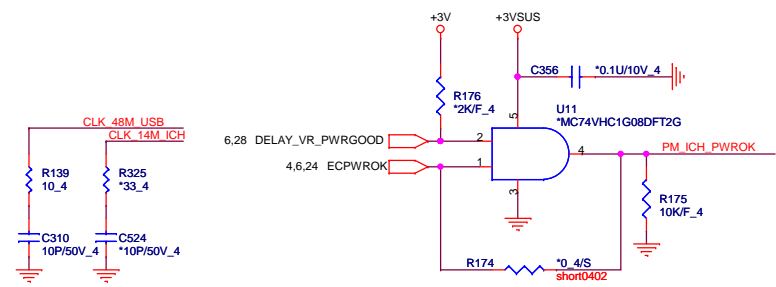 +3V
+3VSUS
C356
*0.1U/10V_4
R176
*2K/F_4
U11
*MC74VHC1G08DFT2G
CLK_48M_USB
CLK_14M_ICH
5
6,28 DELAY_VR_PWRGOOD
2
4
PM_ICH_PWROK
4,6,24 ECPWROK
1
3
R139
10_4
R325
*33_4
R175
10K/F_4
C310
10P/50V_4
C524
*10P/50V_4
R174
*0_4/S
short0402